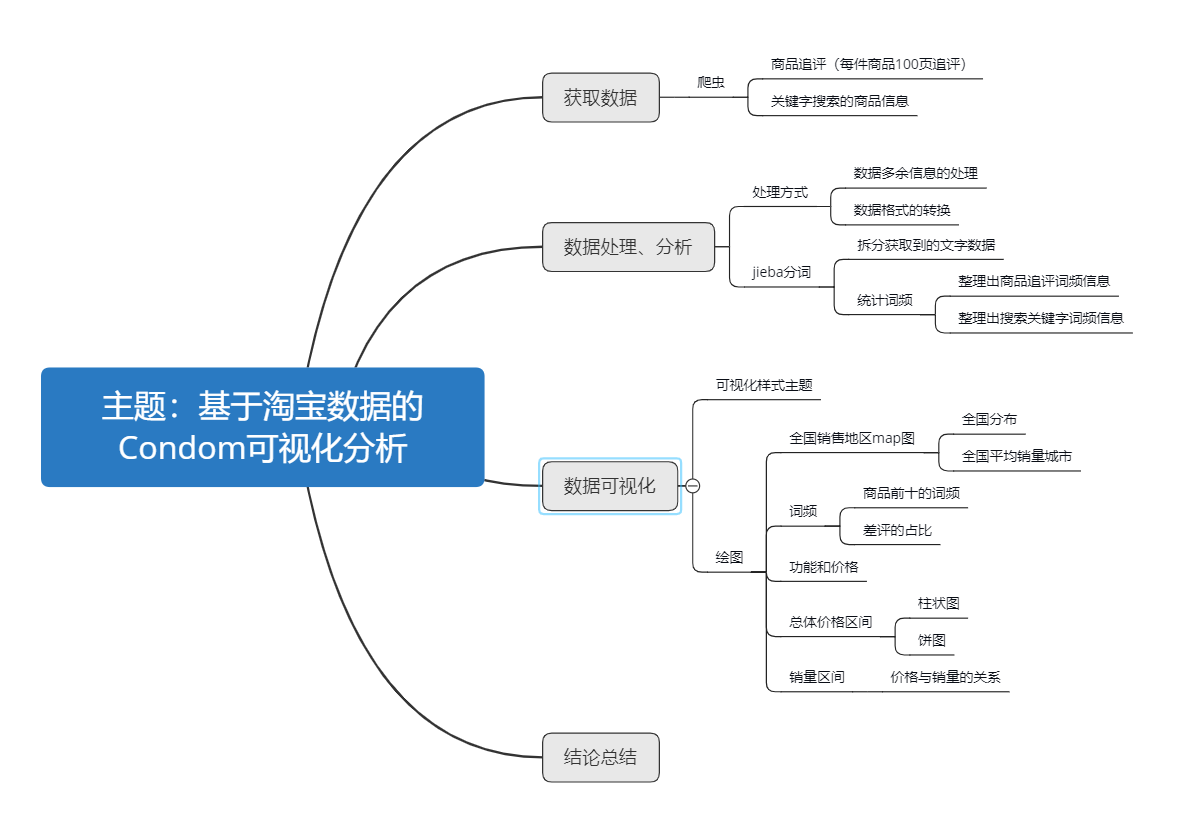 主题：基于淘宝数据的
Condom可视化分析
获取数据
爬虫
商品追评（每件商品100页追评）
关键字搜索的商品信息
数据处理、分析
处理方式
数据多余信息的处理
数据格式的转换
jieba分词
拆分获取到的文字数据
统计词频
整理出商品追评词频信息
整理出搜索关键字词频信息
数据可视化
可视化样式主题
绘图
全国销售地区map图
全国分布
全国平均销量城市
词频
商品前十的词频
差评的占比
功能和价格
总体价格区间
柱状图
饼图
销量区间
价格与销量的关系
结论总结